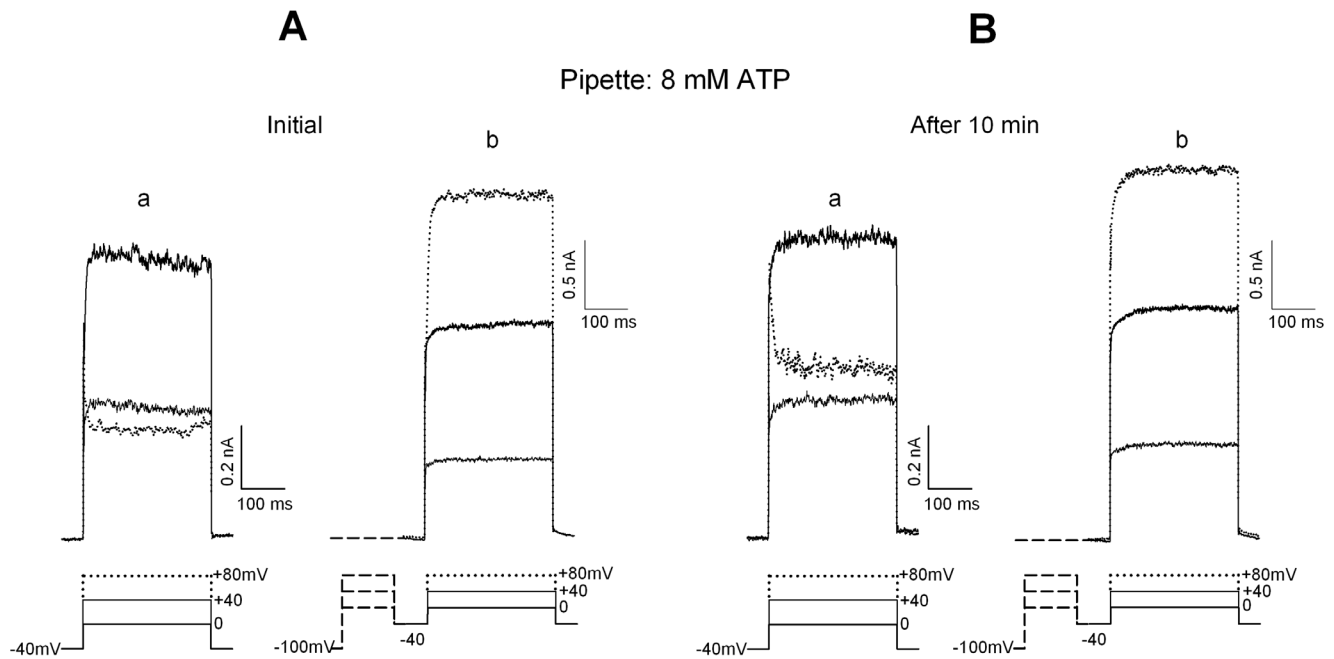 A
B
Pipette: 8 mM ATP
Initial
After 10 min
a
b
a
b
0.5 nA
100 ms
0.5 nA
100 ms
0.2 nA
100 ms
0.2 nA
100 ms
+80mV
+40
0
-40mV
+80mV
+40
0
-40
-100mV
+80mV
+40
0
-40mV
+80mV
+40
0
-40
-100mV